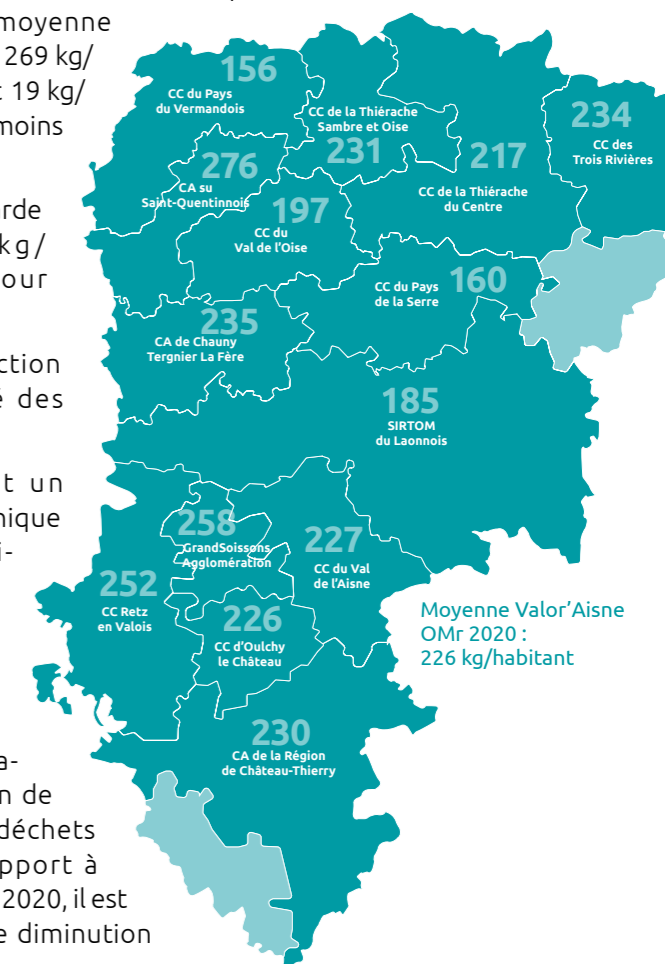 moyenne
269 kg/
19 kg/
moins
arde
kg/
our
ction
des
t un
nique
i-
a-
n de
déchets
pport à
2020, il est
e diminution
156
CC du Pays
du Vermandois
CC de la Thiérache
Sambre et Oise
231
217
CC de la Thiérache
du Centre
234
CC des
Trois Rivières
276
CA su
Saint-Quentinnois
197
CC du
Val de l'Oise
CC du Pays
de la Serre
160
235
CA de Chauny
Tergnier La Fère
185
SIRTOM
du Laonnois
258
GrandSoissons
Agglomération
227
CC du Val
de l'Aisne
252
CC Retz
en Valois
226
CC d'Oulchy
le Château
230
CA de la Région
de Château-Thierry
Moyenne Valor'Aisne
OMr 2020 :
226 kg/habitant